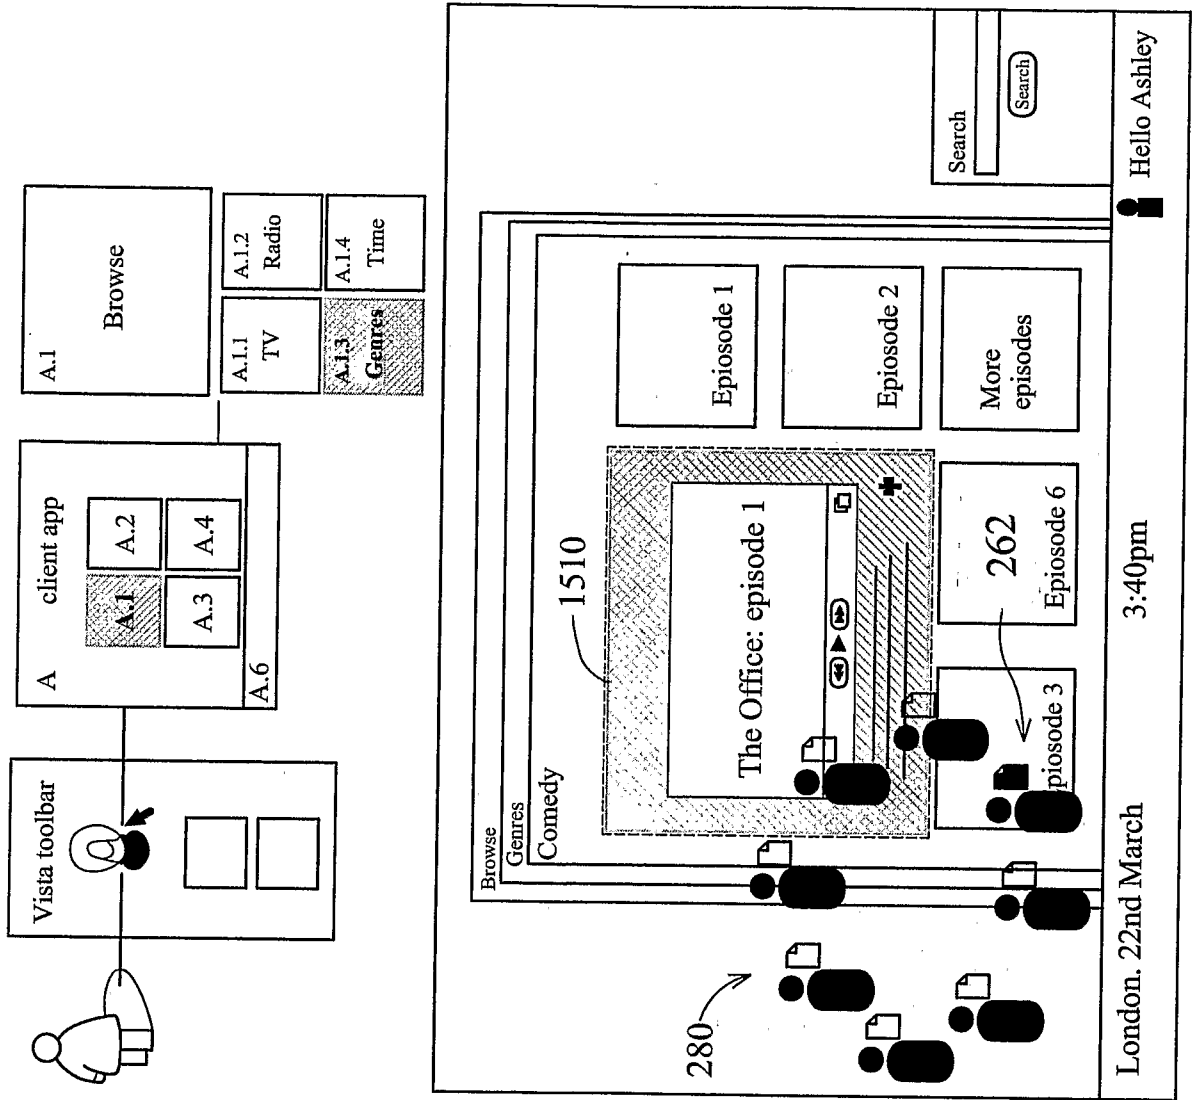 Vista toolbar
A
client app
A.1
A.2
A.3
A.4
A.6
A.1
Browse
A.1.1
TV
A.1.2
Radio
A.1.3
Genres
A.1.4
Time
Browse
Genres
Comedy
1510
The Office: episode 1
Epiosode 1
Epiosode 2
More
episodes
Epiosode 6
262
piosode 3
280
Search
Search
London. 22nd March
3:40pm
Hello Ashley